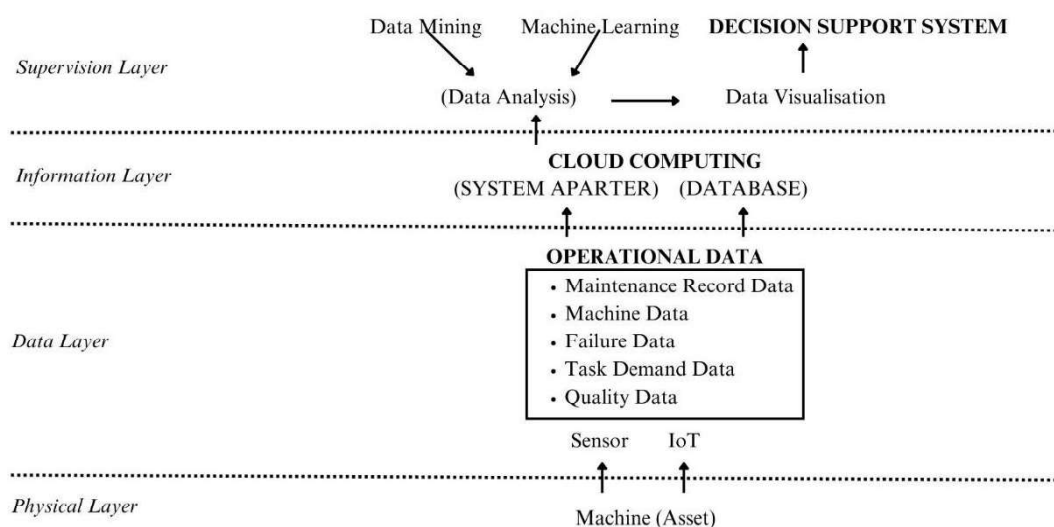 Data Mining Machine Learning DECISION SUPPORT SYSTEM
Supervision Layer
(Data Analysis) Data Visualisation
CLOUD COMPUTING
Information Layer
(SYSTEM APARTER) (DATABASE)
OPERATIONAL DATA
• Maintenance Record Data
• Machine Data
Data Layer
• Failure Data
• Task Demand Data
• Quality Data
Sensor IoT
Physical Layer
Machine (Asset)